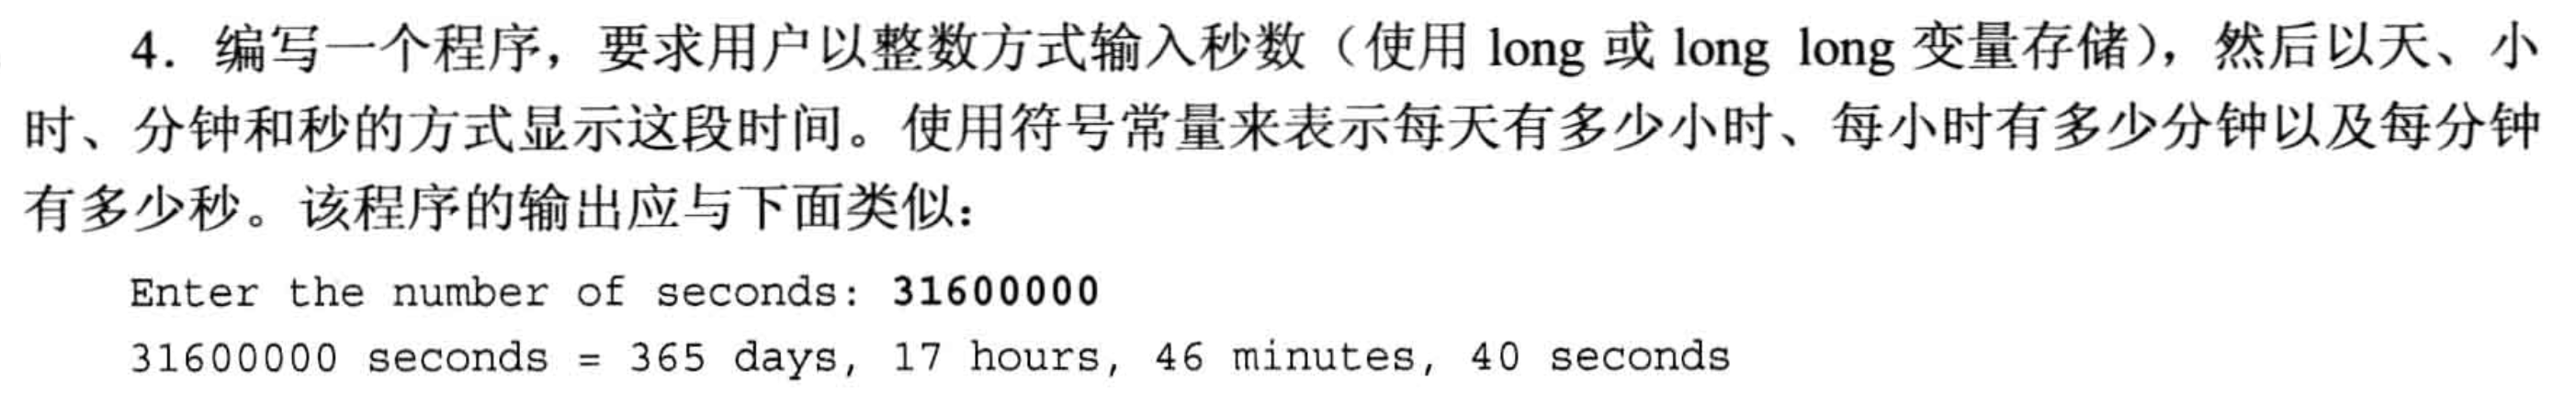 4. 编写一个程序，要求用户以整数方式输入秒数（使用 long 或 long long 变量存储），然后以天、小
时、分钟和秒的方式显示这段时间。使用符号常量来表示每天有多少小时、每小时有多少分钟以及每分钟
有多少秒。该程序的输出应与下面类似：
Enter the number of seconds: 31600000
31600000 seconds = 365 days, 17 hours, 46 minutes, 40 seconds